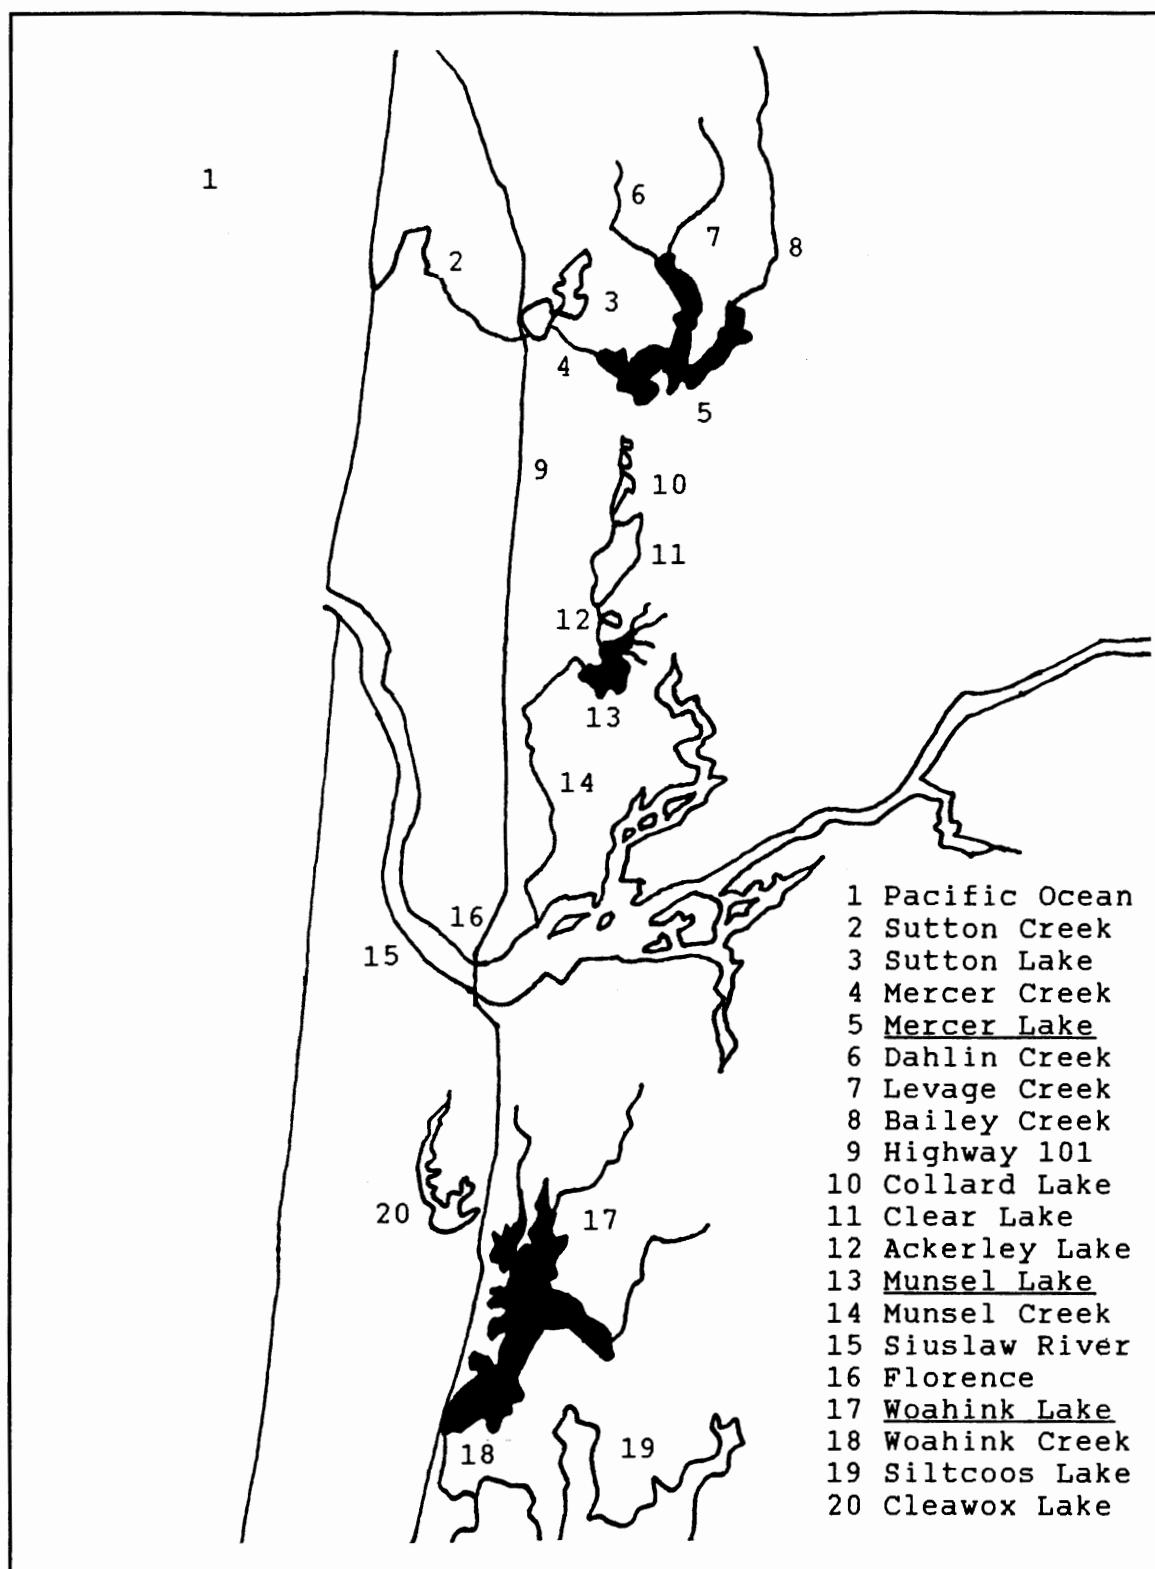 1
6
7
8
2
3
4
5
9
10
11
12
13
14
16
15
1 Pacific Ocean
2 Sutton Creek
3 Sutton Lake
4 Mercer Creek
5 Mercer Lake
6 Dahlin Creek
7 Levage Creek
8 Bailey Creek
9 Highway 101
10 Collard Lake
11 Clear Lake
12 Ackerley Lake
13 Munsel Lake
14 Munsel Creek
15 Siuslaw River
16 Florence
17 Woahink Lake
18 Woahink Creek
19 Siltcoos Lake
20 Cleawox Lake
20
17
18
19